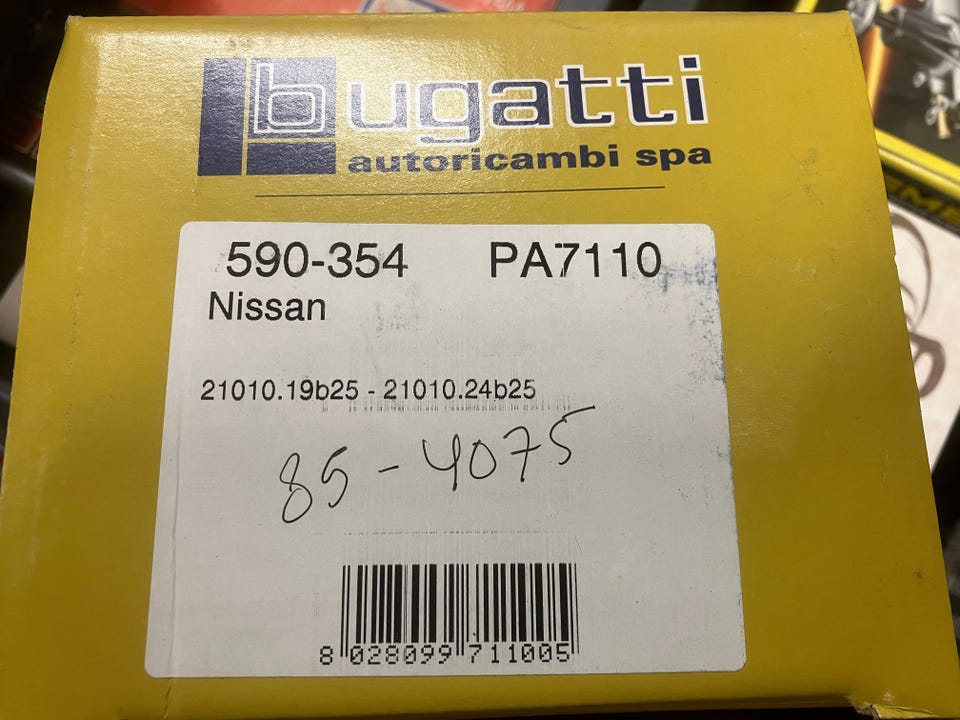 bugatti
autoricambi spa
590-354 PA7110
Nissan
21010.19b25 - 21010.24b25
85-4075
8 028099 711005